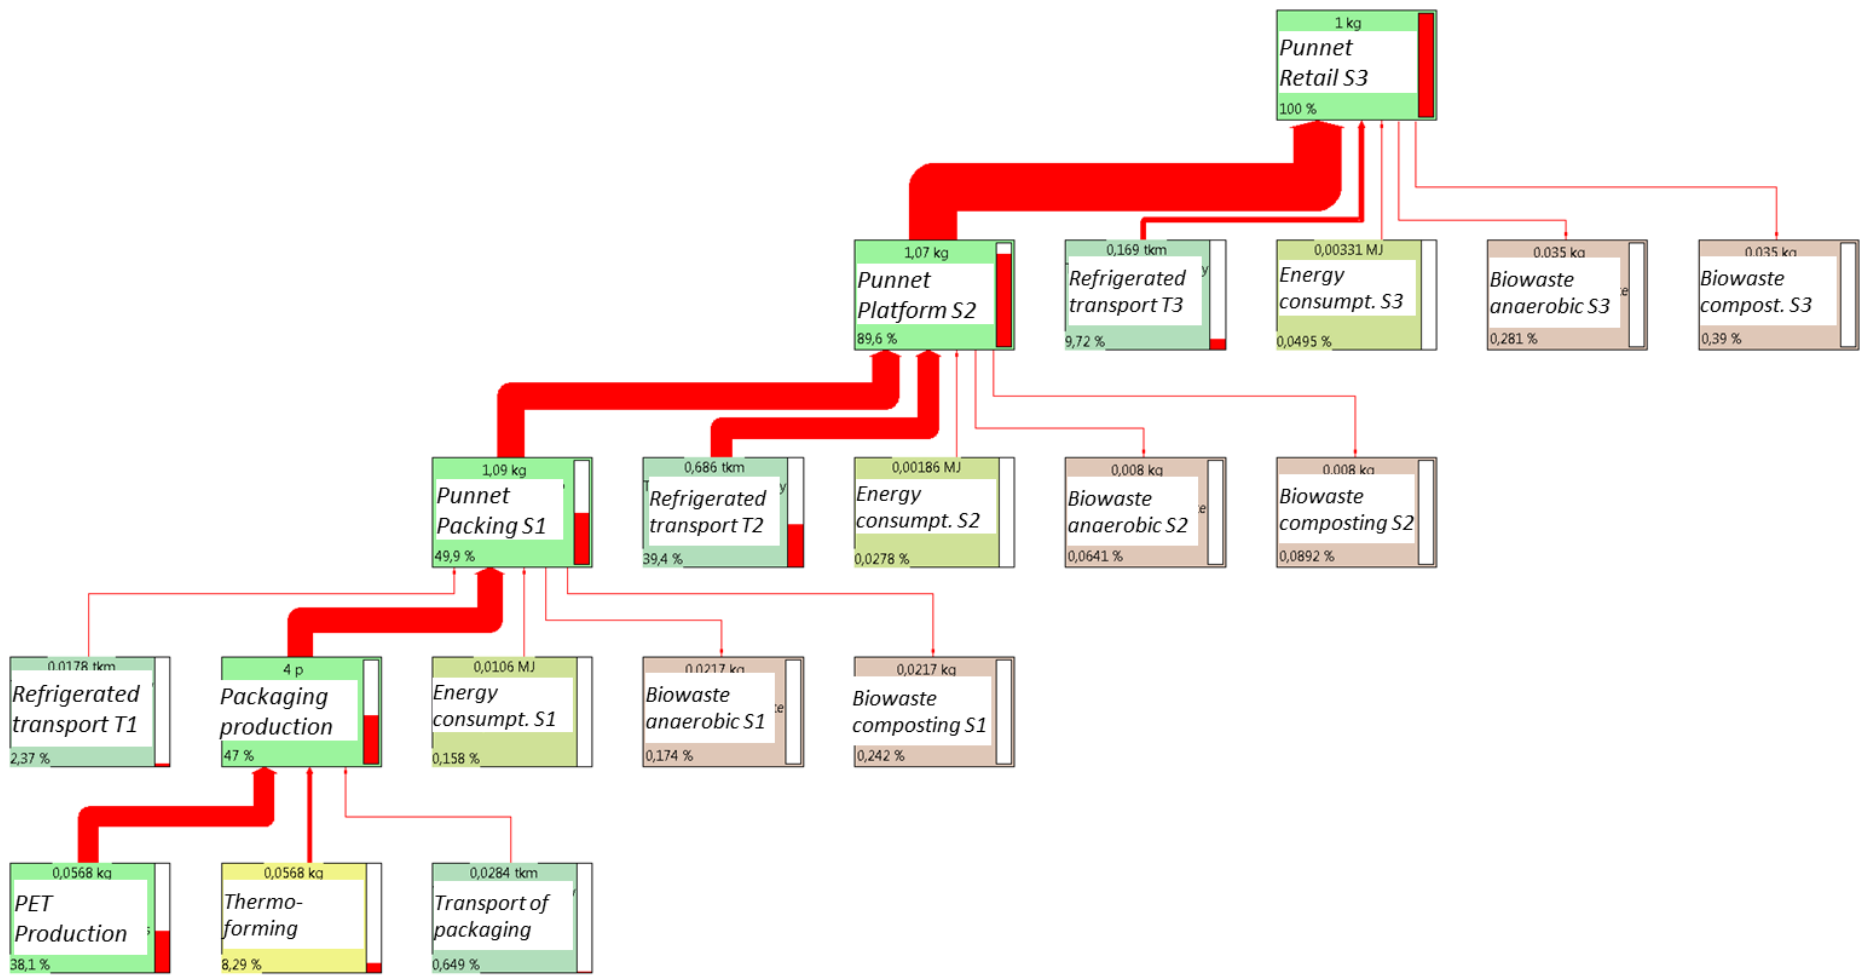 1 kg
Punnet
Retail S3
100 %
1,07 kg
Punnet
Platform S2
89,6 %
0,169 tkm
Refrigerated
transport T3
9,72 %
0,00331 MJ
Energy
consumpt. S3
0,0495 %
0,035 kg
Biowaste
anaerobic S3
0,281 %
0,035 kg
Biowaste
compost. S3
0,39 %
1,09 kg
Punnet
Packing S1
49,9 %
0,686 tkm
Refrigerated
transport T2
39,4 %
0,00186 MJ
Energy
consumpt. S2
0,0278 %
0,008 kg
Biowaste
anaerobic S2
0,0641 %
0,008 kg
Biowaste
composting S2
0,0892 %
0,0178 tkm
Refrigerated
transport T1
2,37 %
4 p
Packaging
production
47 %
0,0106 MJ
Energy
consumpt. S1
0,158 %
0,0217 kg
Biowaste
anaerobic S1
0,174 %
0,0217 kg
Biowaste
composting S1
0,242 %
0,0568 kg
PET
Production
38,1 %
0,0568 kg
Thermo-
forming
8,29 %
0,0284 tkm
Transport of
packaging
0,649 %